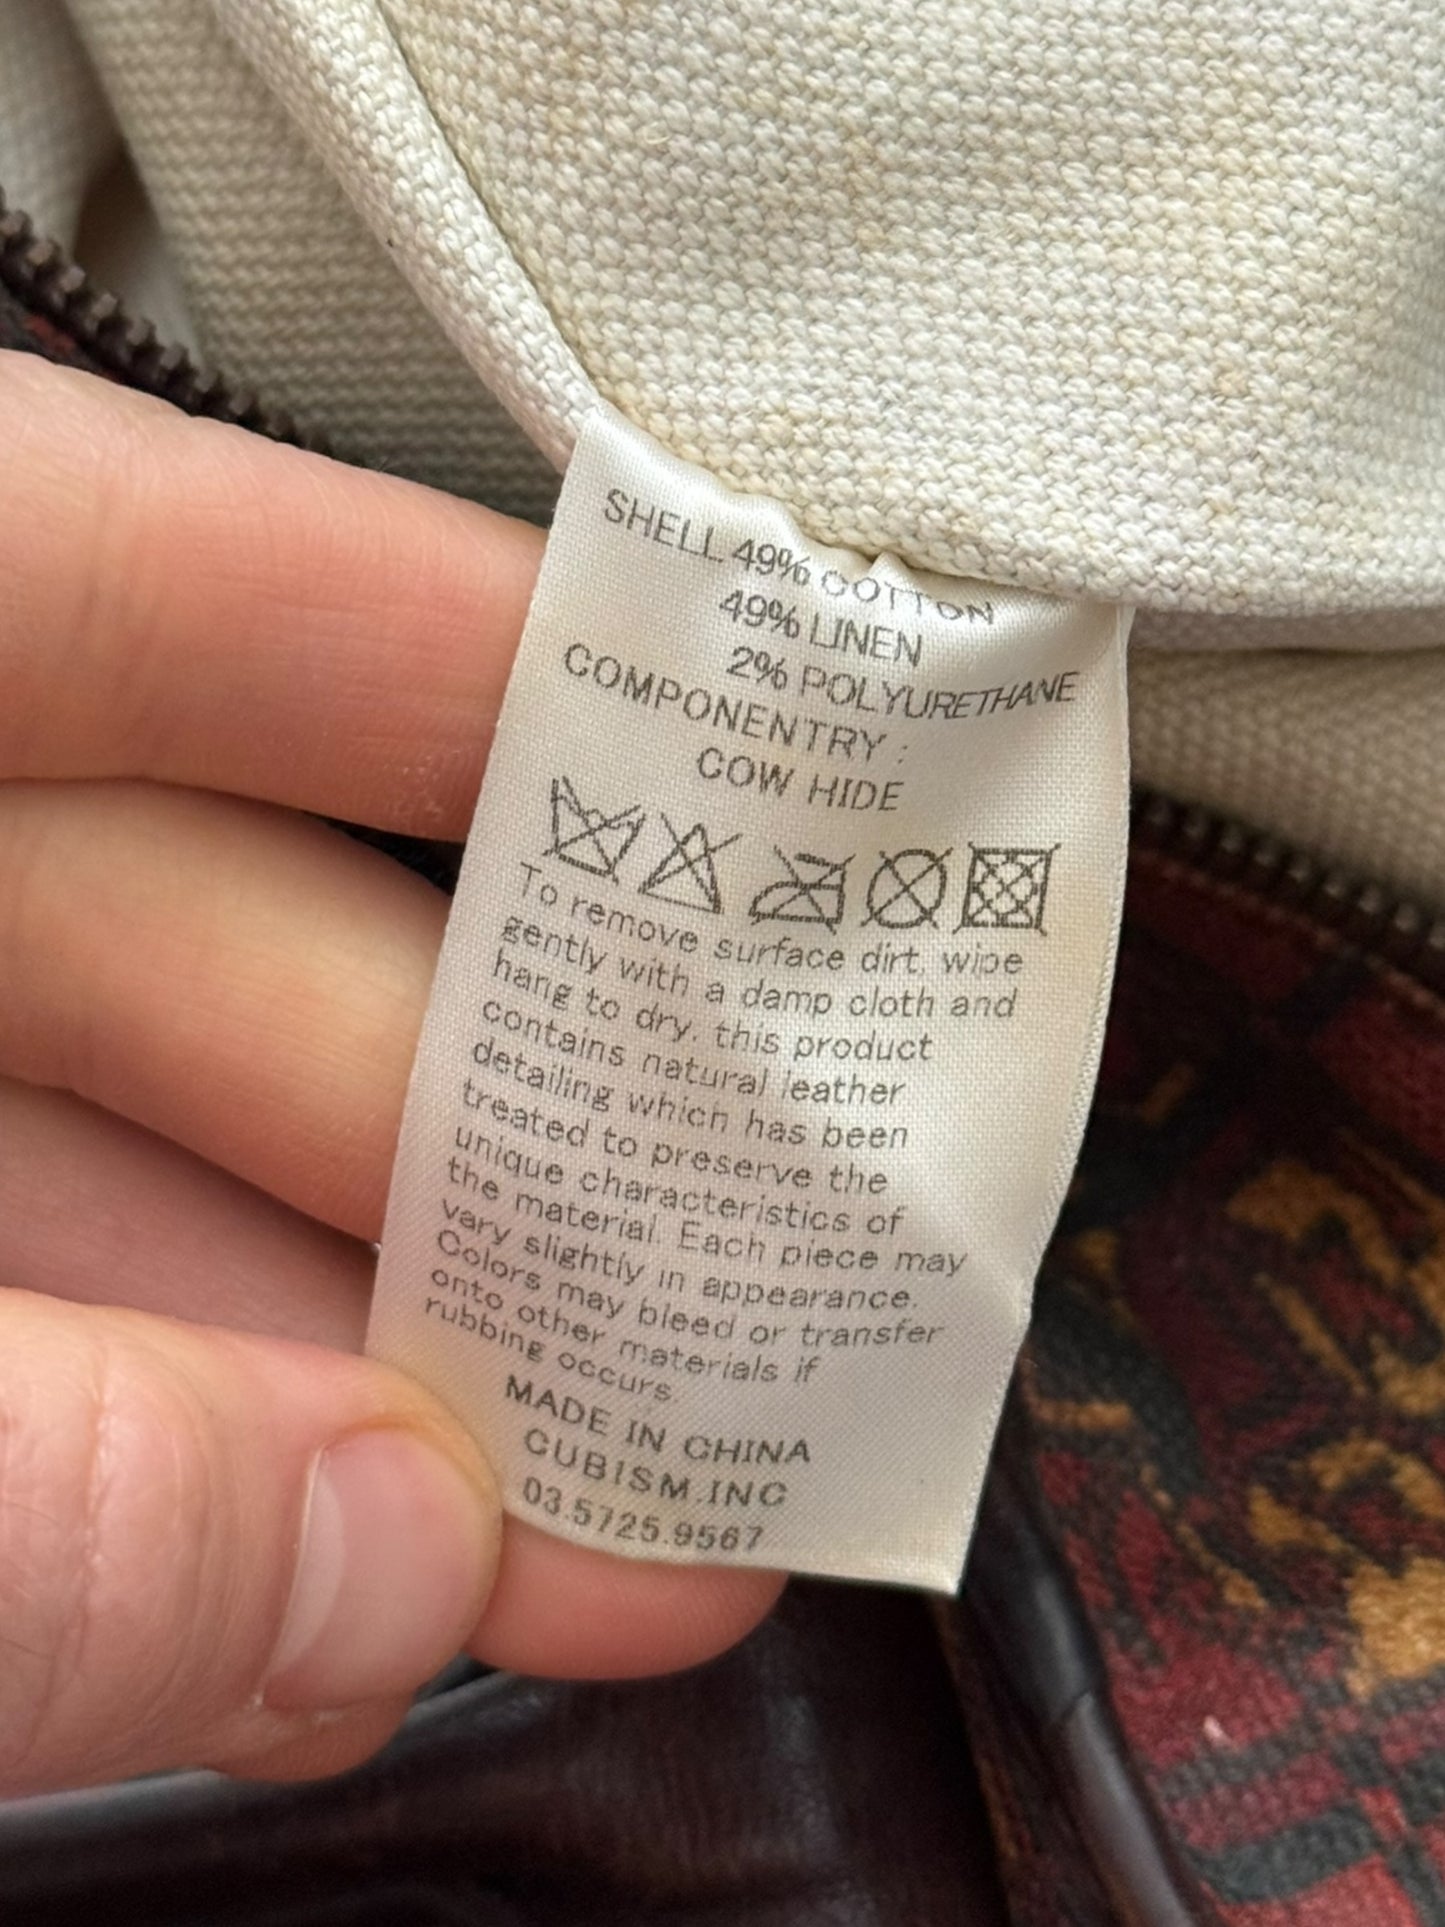 SHELL 49% COTTON
49% LINEN
2% POLYURETHANE
COMPONENTRY :
COW HIDE
To remove surface dirt, wipe
gently with a damp cloth and
hang to dry. this product
contains natural leather
detailing which has been
treated to preserve the
unique characteristics of
the material. Each piece may
vary slightly in appearance.
Colors may bleed or transfer
onto other materials if
rubbing occurs.
MADE IN CHINA
CUBISM.INC
03.5725.9567